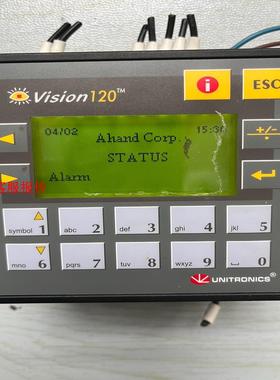 Vision120™
i
ESC
04/02 15:30
Ahand Corp.
STATUS
Alarm
+/-
symbol 1
abc 2
def 3
ghi 4
jkl 5
mno 6
pqrs 7
tuv 8
wxyz 9
_ 0
UNITRONICS®